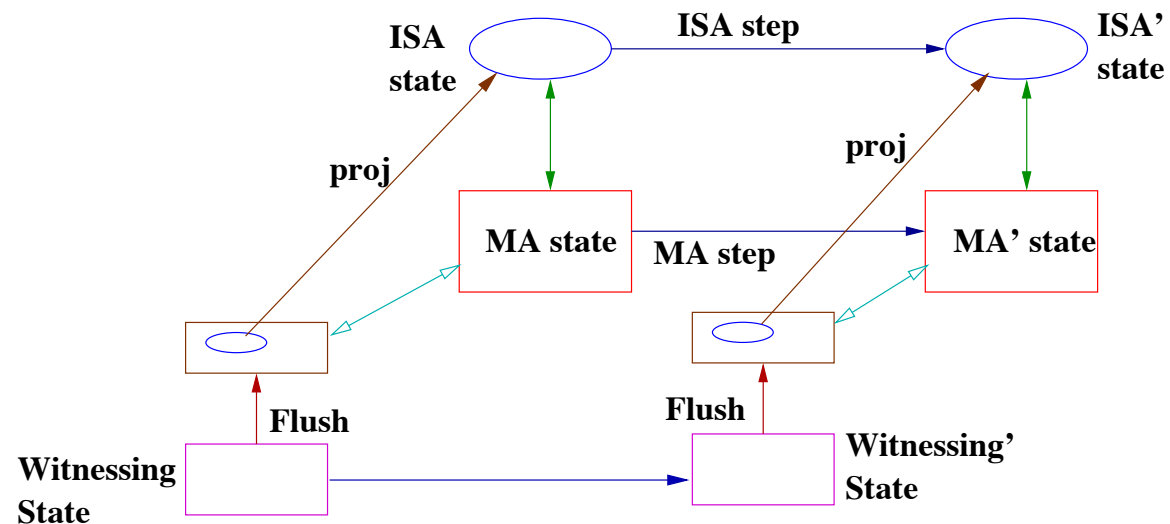 ISA
state
ISA step
ISA’
state
proj
proj
MA state
MA step
MA’ state
Flush
Flush
Witnessing
State
Witnessing’
State